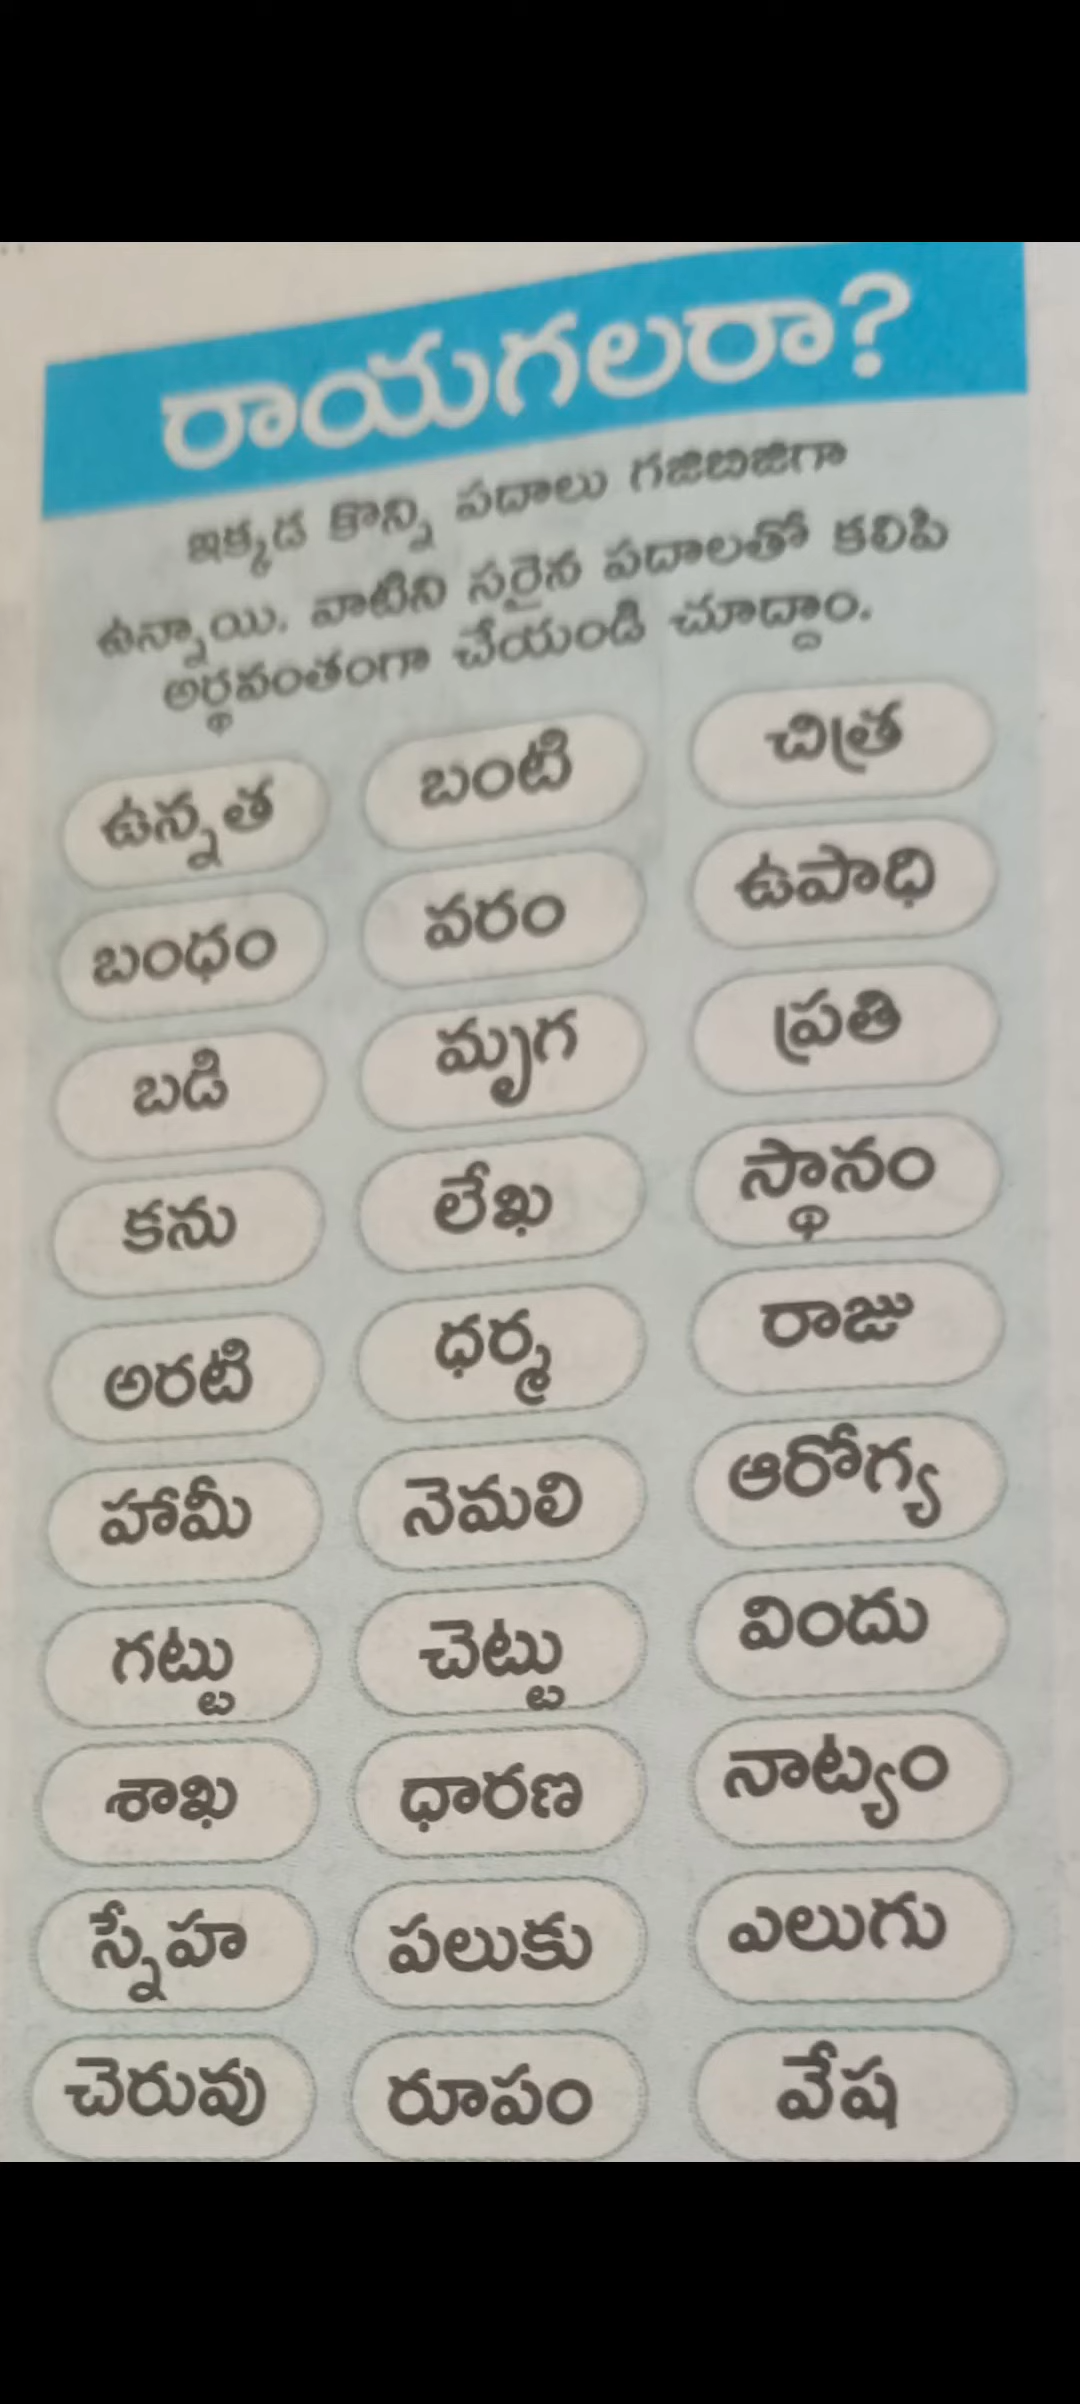 రాయగలరా?
ఇక్కడ కొన్ని పదాలు గజిబిజిగా
ఉన్నాయి. వాటిని సరైన పదాలతో కలిపి
అర్థవంతంగా చేయండి చూద్దాం.
ఉన్నత బంటి చిత్ర
బంధం వరం ఉపాధి
బడి మృగ ప్రతి
కను లేఖ స్థానం
అరటి ధర్మ రాజు
హామీ నెమలి ఆరోగ్య
గట్టు చెట్టు విందు
శాఖ ధారణ నాట్యం
స్నేహ పలుకు ఎలుగు
చెరువు రూపం వేష